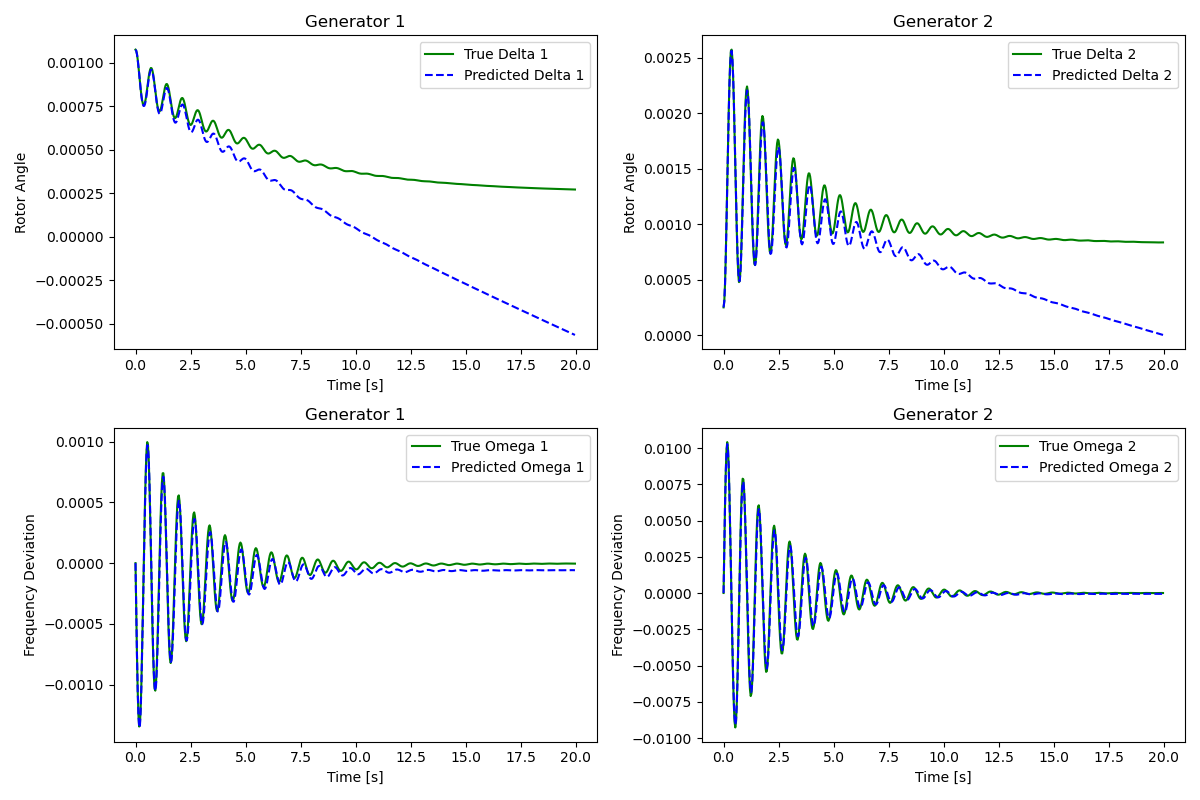 Generator 1
True Delta 1
Predicted Delta 1
Rotor Angle
0.00100
0.00075
0.00050
0.00025
0.00000
−0.00025
−0.00050
0.0 2.5 5.0 7.5 10.0 12.5 15.0 17.5 20.0
Time [s]
Generator 2
True Delta 2
Predicted Delta 2
Rotor Angle
0.0025
0.0020
0.0015
0.0010
0.0005
0.0000
0.0 2.5 5.0 7.5 10.0 12.5 15.0 17.5 20.0
Time [s]
Generator 1
True Omega 1
Predicted Omega 1
Frequency Deviation
0.0010
0.0005
0.0000
−0.0005
−0.0010
0.0 2.5 5.0 7.5 10.0 12.5 15.0 17.5 20.0
Time [s]
Generator 2
True Omega 2
Predicted Omega 2
Frequency Deviation
0.0100
0.0075
0.0050
0.0025
0.0000
−0.0025
−0.0050
−0.0075
−0.0100
0.0 2.5 5.0 7.5 10.0 12.5 15.0 17.5 20.0
Time [s]